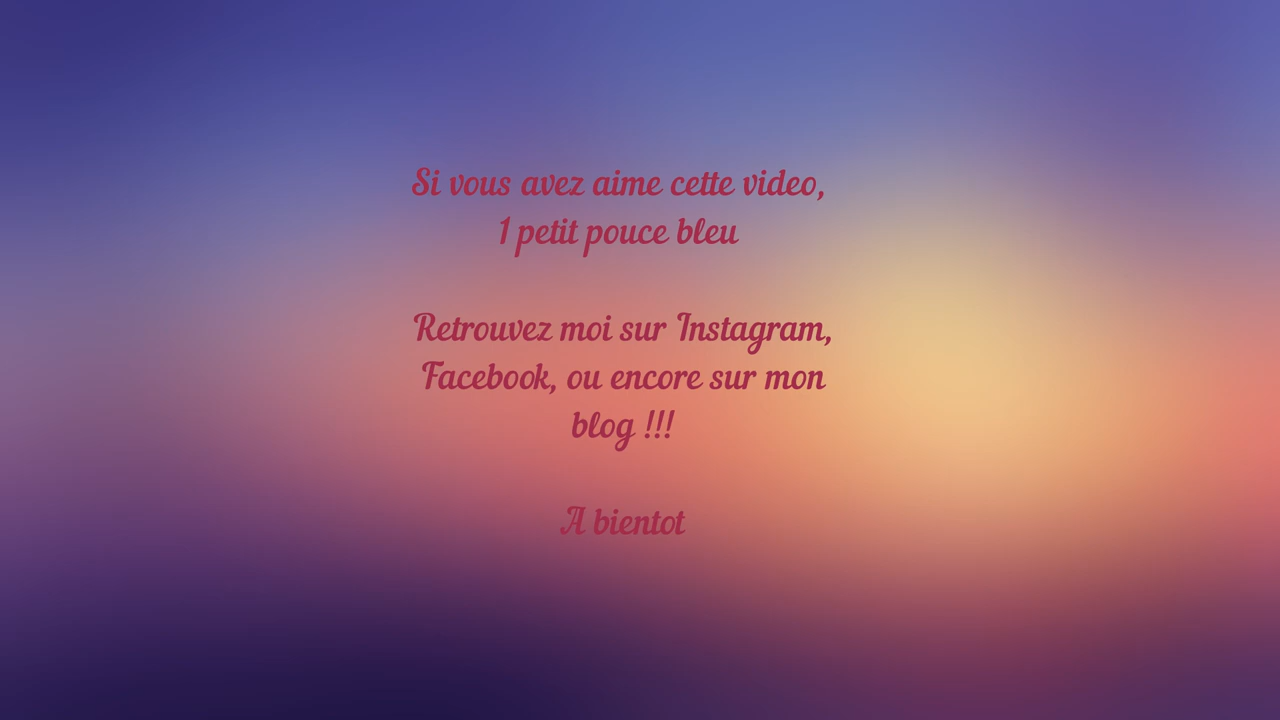 Si vous avez aime cette video,
1 petit pouce bleu
Retrouvez moi sur Instagram,
Facebook, ou encore sur mon
blog !!!
A bientot